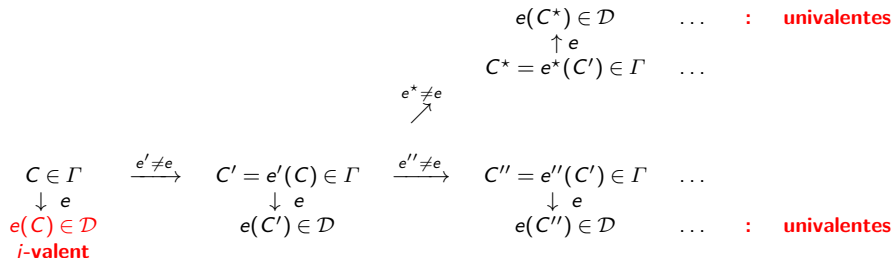 e(C⋆) ∈ 𝒟 … : univalentes
↑ e
C⋆ = e⋆(C′) ∈ Γ …
e⋆≠e
↗
C ∈ Γ —e′≠e→ C′ = e′(C) ∈ Γ —e″≠e→ C″ = e″(C′) ∈ Γ …
↓ e ↓ e ↓ e
e(C) ∈ 𝒟 e(C′) ∈ 𝒟 e(C″) ∈ 𝒟 … : univalentes
i-valent